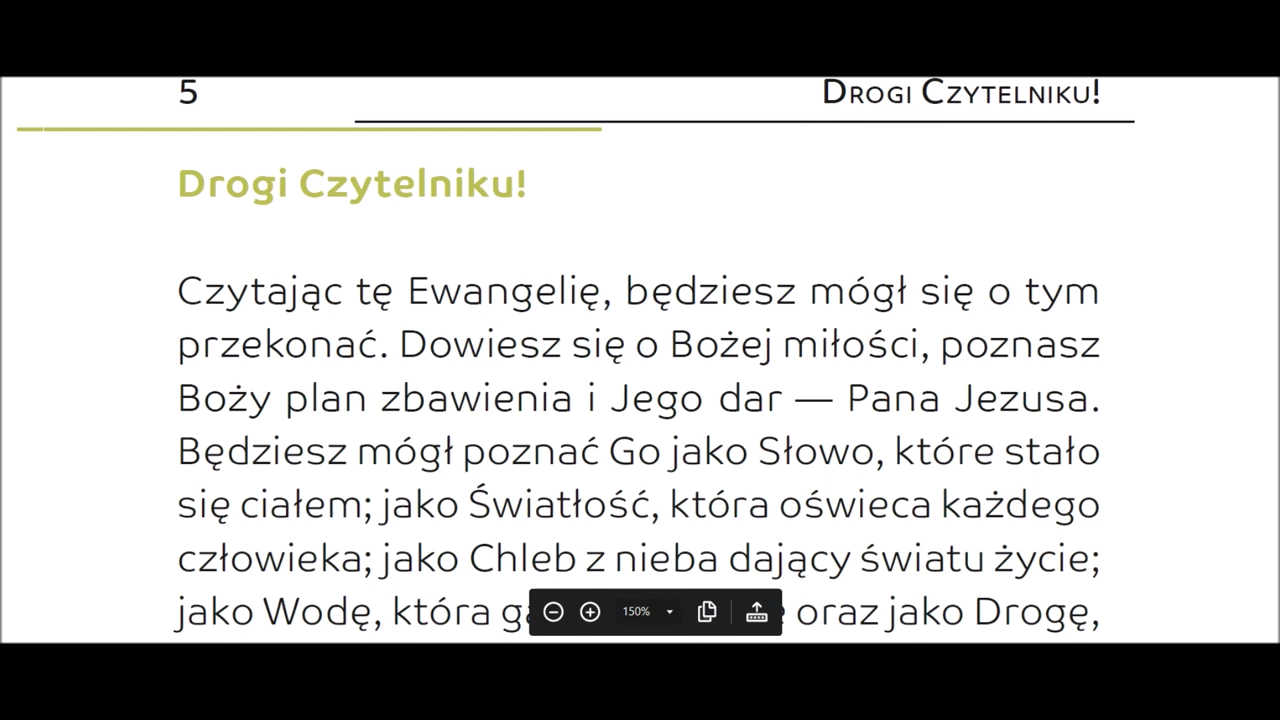 5 Drogi Czytelniku!
Drogi Czytelniku!
Czytając tę Ewangelię, będziesz mógł się o tym
przekonać. Dowiesz się o Bożej miłości, poznasz
Boży plan zbawienia i Jego dar — Pana Jezusa.
Będziesz mógł poznać Go jako Słowo, które stało
się ciałem; jako Światłość, która oświeca każdego
człowieka; jako Chleb z nieba dający światu życie;
jako Wodę, która oraz jako Drogę,
150%